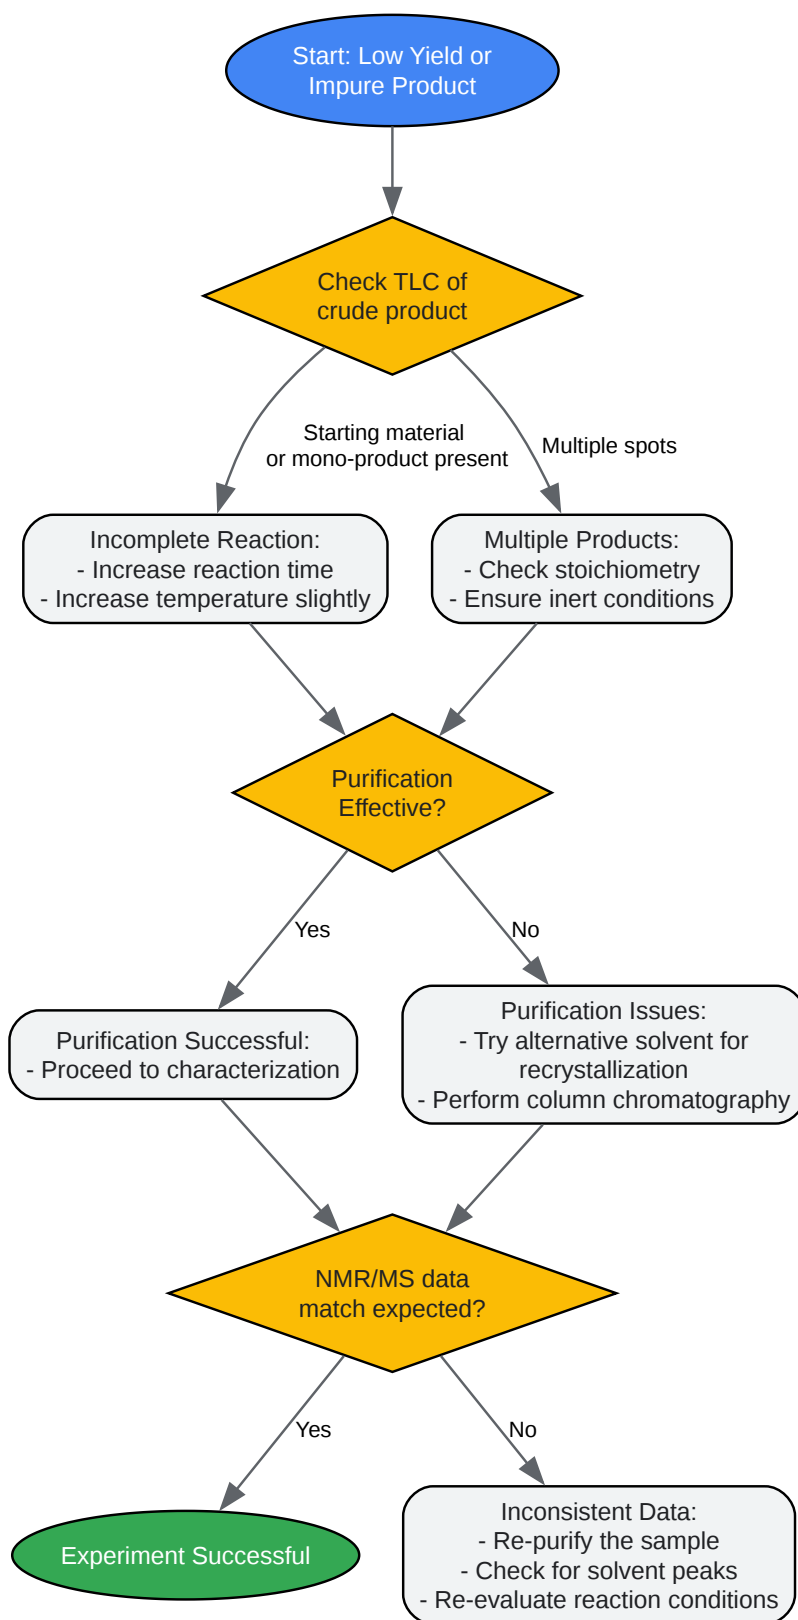 Start: Low Yield or
Impure Product
Check TLC of
crude product
Starting material
or mono-product present
Multiple spots
Incomplete Reaction:
- Increase reaction time
- Increase temperature slightly
Multiple Products:
- Check stoichiometry
- Ensure inert conditions
Purification
Effective?
Yes
No
Purification Successful:
- Proceed to characterization
Purification Issues:
- Try alternative solvent for
recrystallization
- Perform column chromatography
NMR/MS data
match expected?
Yes
No
Experiment Successful
Inconsistent Data:
- Re-purify the sample
- Check for solvent peaks
- Re-evaluate reaction conditions